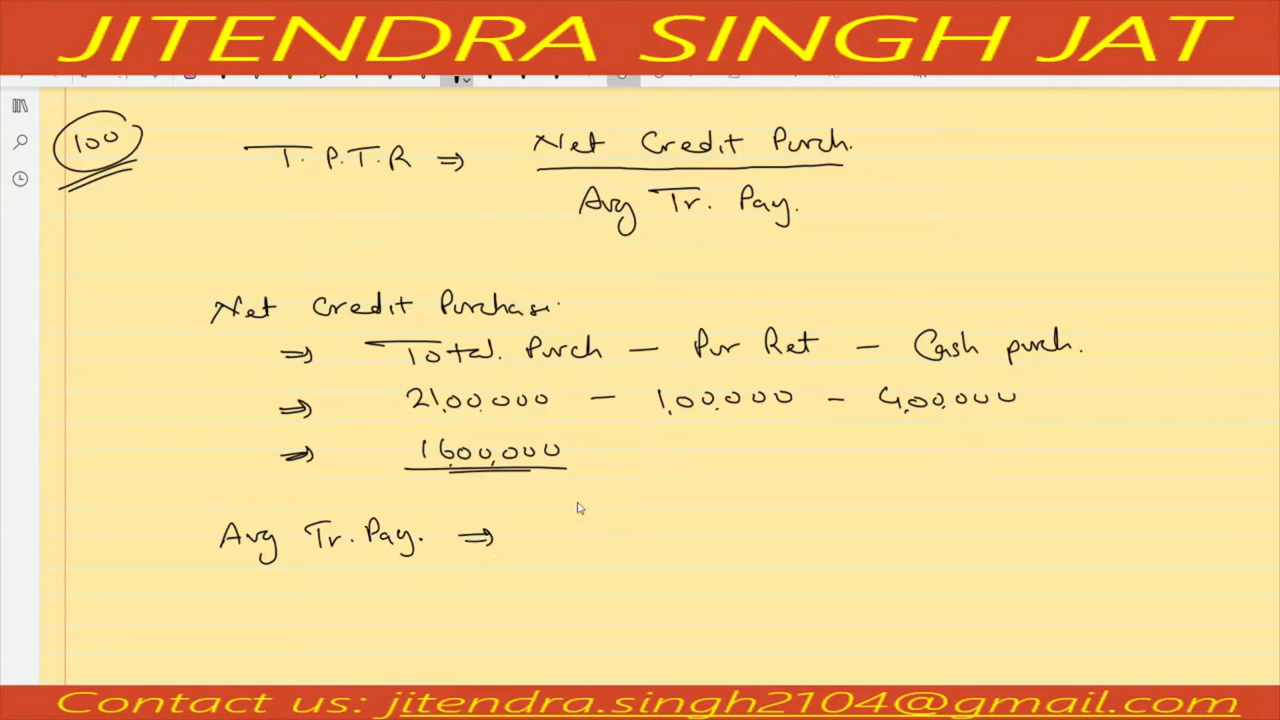 JITENDRA SINGH JAT
100
T. P.T.R ⇒ Net Credit Purch.
Avg Tr. Pay.
Net Credit Purchase.
⇒ Total. Purch — Pur Ret — Cash purch.
⇒ 21,00,000 — 1,00,000 — 4,00,000
⇒ 16,00,000
Avg Tr. Pay. ⇒
Contact us: jitendra.singh2104@gmail.com